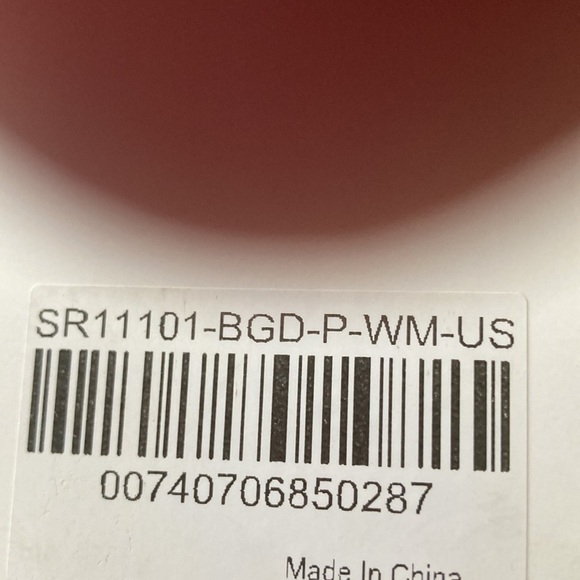 SR11101-BGD-P-WM-US
00740706850287
Made In China